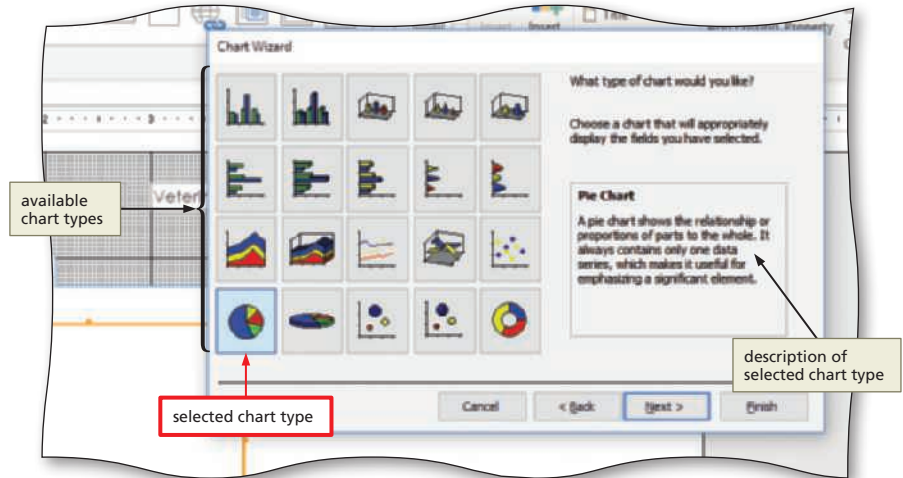 Insert
Insert
Title
Property
Chart Wizard
What type of chart would you like?
Choose a chart that will appropriately
display the fields you have selected.
available
chart types
Pie Chart
A pie chart shows the relationship or
proportions of parts to the whole. It
always contains only one data
series, which makes it useful for
emphasizing a significant element.
description of
selected chart type
selected chart type
Cancel
< Back
Next >
Finish